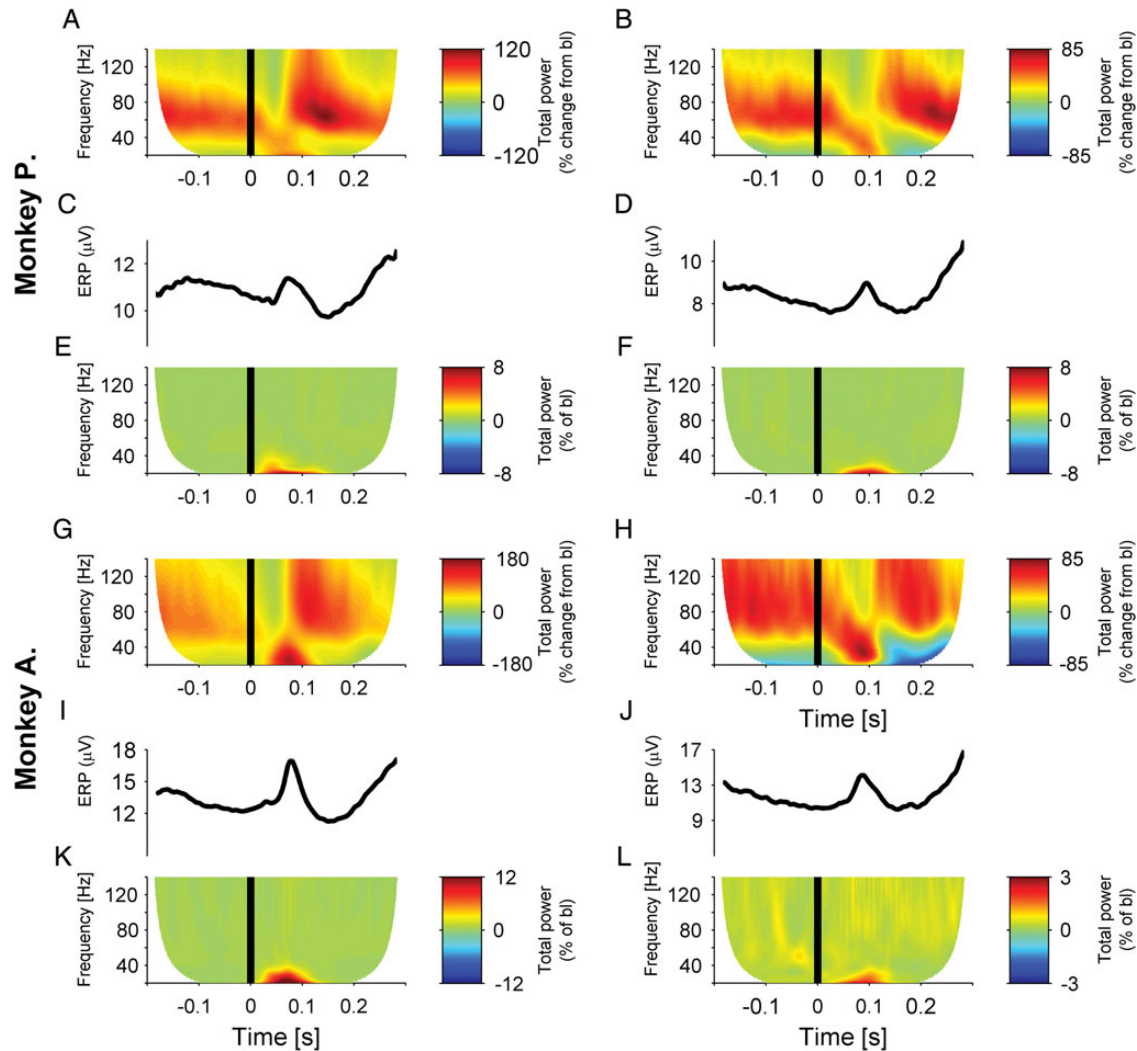 A
B
120
80
40
Frequency [Hz]
-0.1 0 0.1 0.2
120
0
-120
Total power
(% change from bl)
120
80
40
Frequency [Hz]
-0.1 0 0.1 0.2
85
0
-85
Total power
(% change from bl)
Monkey P.
C
D
12
10
ERP (μV)
10
8
ERP (μV)
E
F
120
80
40
Frequency [Hz]
-0.1 0 0.1 0.2
8
0
-8
Total power
(% of bl)
120
80
40
Frequency [Hz]
-0.1 0 0.1 0.2
8
0
-8
Total power
(% of bl)
G
H
120
80
40
Frequency [Hz]
-0.1 0 0.1 0.2
180
0
-180
Total power
(% change from bl)
120
80
40
Frequency [Hz]
-0.1 0 0.1 0.2
Time [s]
85
0
-85
Total power
(% change from bl)
Monkey A.
I
J
18
15
12
ERP (μV)
17
13
9
ERP (μV)
K
L
120
80
40
Frequency [Hz]
-0.1 0 0.1 0.2
Time [s]
12
0
-12
Total power
(% of bl)
120
80
40
Frequency [Hz]
-0.1 0 0.1 0.2
Time [s]
3
0
-3
Total power
(% of bl)